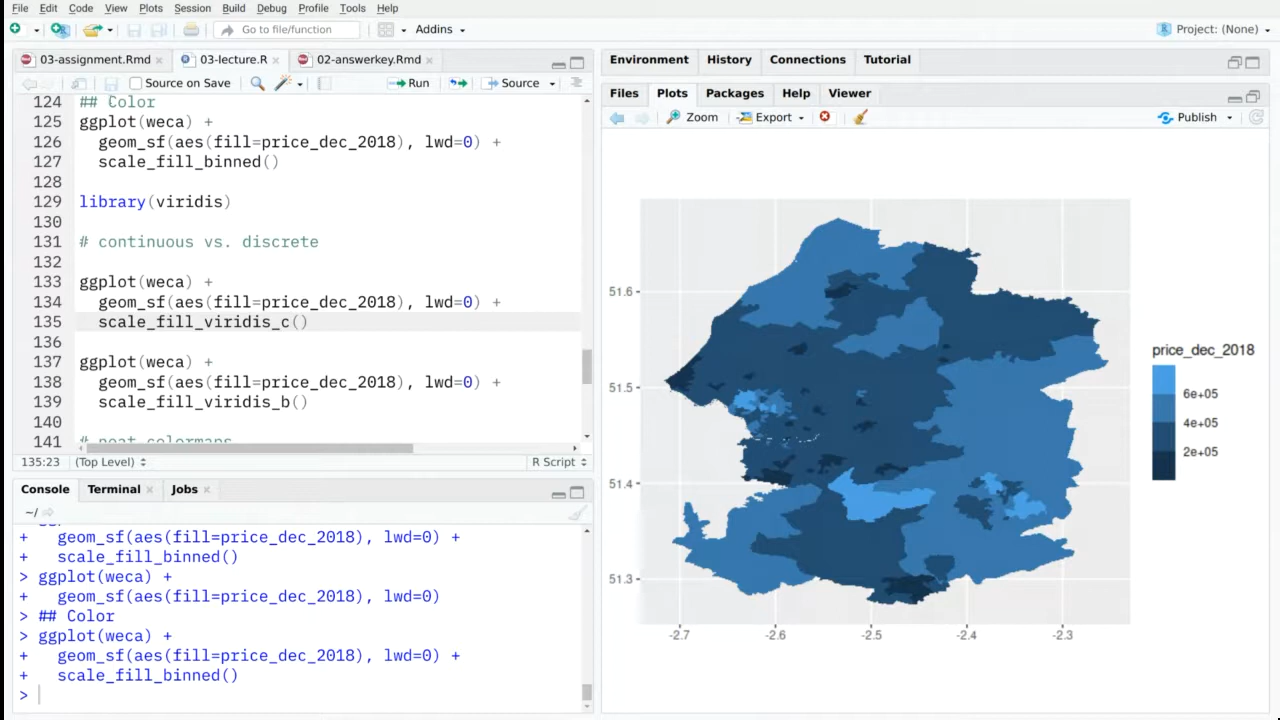 File Edit Code View Plots Session Build Debug Profile Tools Help
Go to file/function
Addins
Project: (None)
03-assignment.Rmd
03-lecture.R
02-answerkey.Rmd
Source on Save
Run
Source
124 ## Color
125 ggplot(weca) +
126   geom_sf(aes(fill=price_dec_2018), lwd=0) +
127   scale_fill_binned()
128
129 library(viridis)
130
131 # continuous vs. discrete
132
133 ggplot(weca) +
134   geom_sf(aes(fill=price_dec_2018), lwd=0) +
135   scale_fill_viridis_c()
136
137 ggplot(weca) +
138   geom_sf(aes(fill=price_dec_2018), lwd=0) +
139   scale_fill_viridis_b()
140
141 # neat colormaps
135:23 (Top Level) R Script
Console Terminal Jobs
~/
+   geom_sf(aes(fill=price_dec_2018), lwd=0) +
+   scale_fill_binned()
> ggplot(weca) +
+   geom_sf(aes(fill=price_dec_2018), lwd=0)
> ## Color
> ggplot(weca) +
+   geom_sf(aes(fill=price_dec_2018), lwd=0) +
+   scale_fill_binned()
>
Environment History Connections Tutorial
Files Plots Packages Help Viewer
Zoom Export Publish
51.6
51.5
51.4
51.3
-2.7 -2.6 -2.5 -2.4 -2.3
price_dec_2018
6e+05
4e+05
2e+05